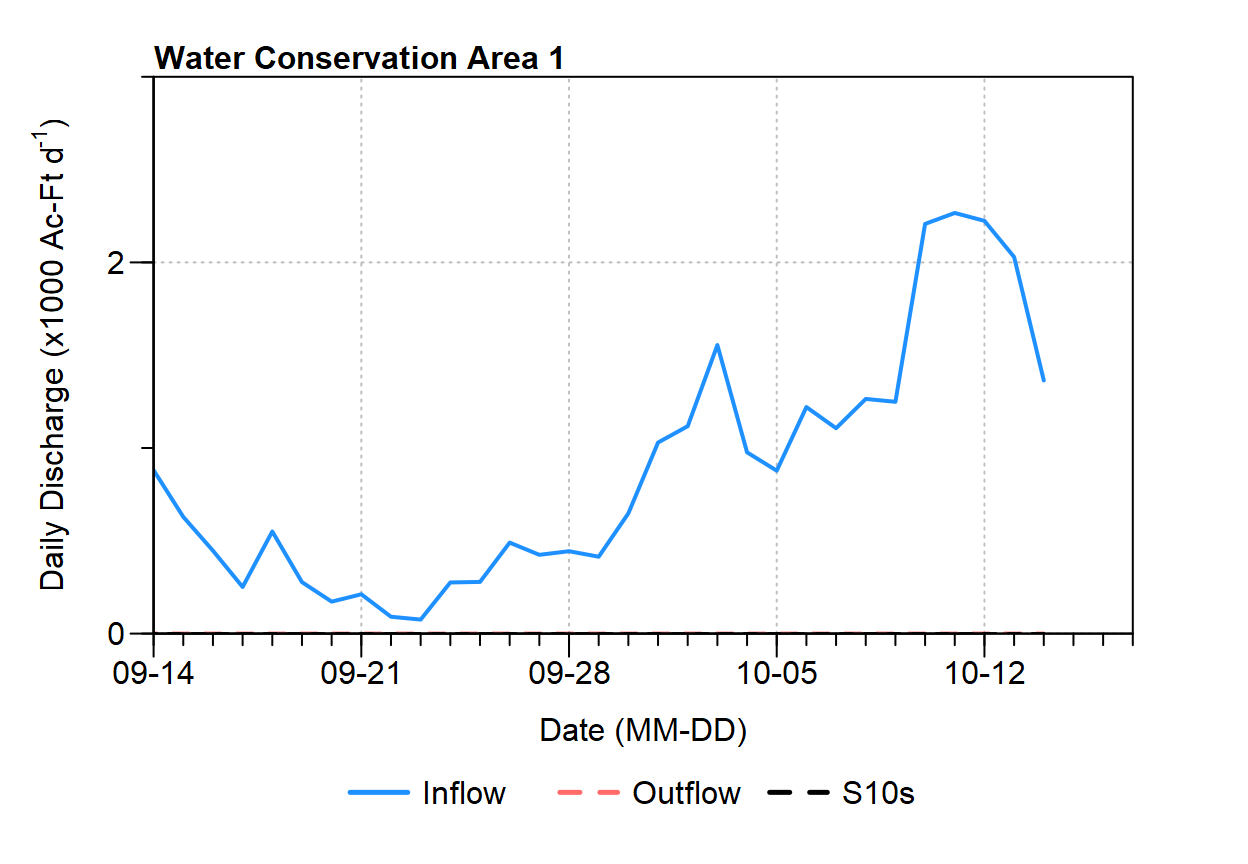 Water Conservation Area 1
Daily Discharge (x1000 Ac-Ft d⁻¹)
2
0
09-14 09-21 09-28 10-05 10-12
Date (MM-DD)
Inflow Outflow S10s